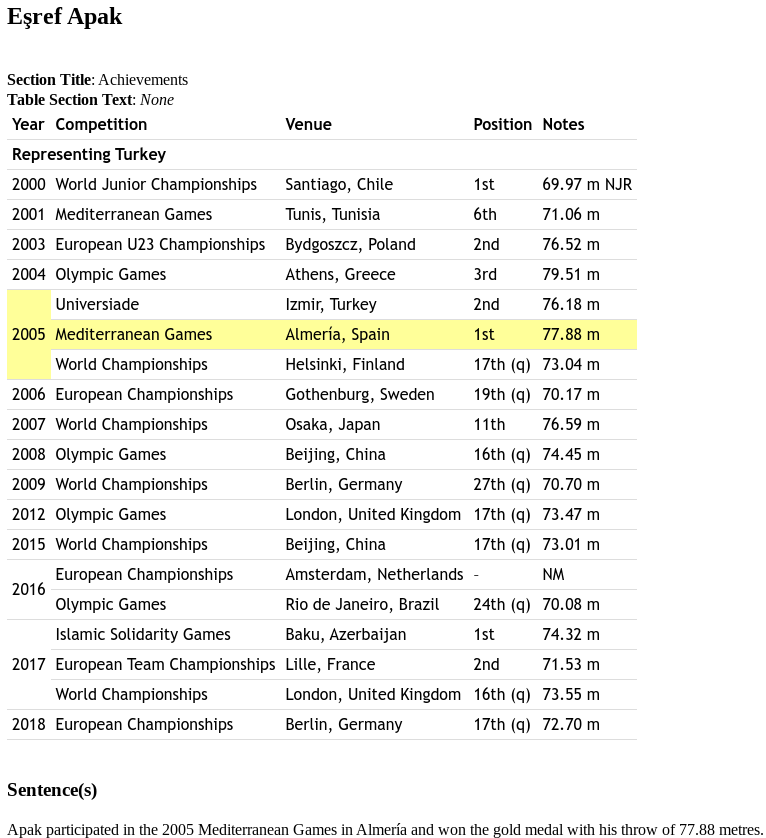 Eşref Apak
Section Title: Achievements
Table Section Text: None
Year Competition Venue Position Notes
Representing Turkey
2000 World Junior Championships Santiago, Chile 1st 69.97 m NJR
2001 Mediterranean Games Tunis, Tunisia 6th 71.06 m
2003 European U23 Championships Bydgoszcz, Poland 2nd 76.52 m
2004 Olympic Games Athens, Greece 3rd 79.51 m
Universiade Izmir, Turkey 2nd 76.18 m
2005 Mediterranean Games Almería, Spain 1st 77.88 m
World Championships Helsinki, Finland 17th (q) 73.04 m
2006 European Championships Gothenburg, Sweden 19th (q) 70.17 m
2007 World Championships Osaka, Japan 11th 76.59 m
2008 Olympic Games Beijing, China 16th (q) 74.45 m
2009 World Championships Berlin, Germany 27th (q) 70.70 m
2012 Olympic Games London, United Kingdom 17th (q) 73.47 m
2015 World Championships Beijing, China 17th (q) 73.01 m
2016 European Championships Amsterdam, Netherlands – NM
Olympic Games Rio de Janeiro, Brazil 24th (q) 70.08 m
Islamic Solidarity Games Baku, Azerbaijan 1st 74.32 m
2017 European Team Championships Lille, France 2nd 71.53 m
World Championships London, United Kingdom 16th (q) 73.55 m
2018 European Championships Berlin, Germany 17th (q) 72.70 m
Sentence(s)
Apak participated in the 2005 Mediterranean Games in Almería and won the gold medal with his throw of 77.88 metres.